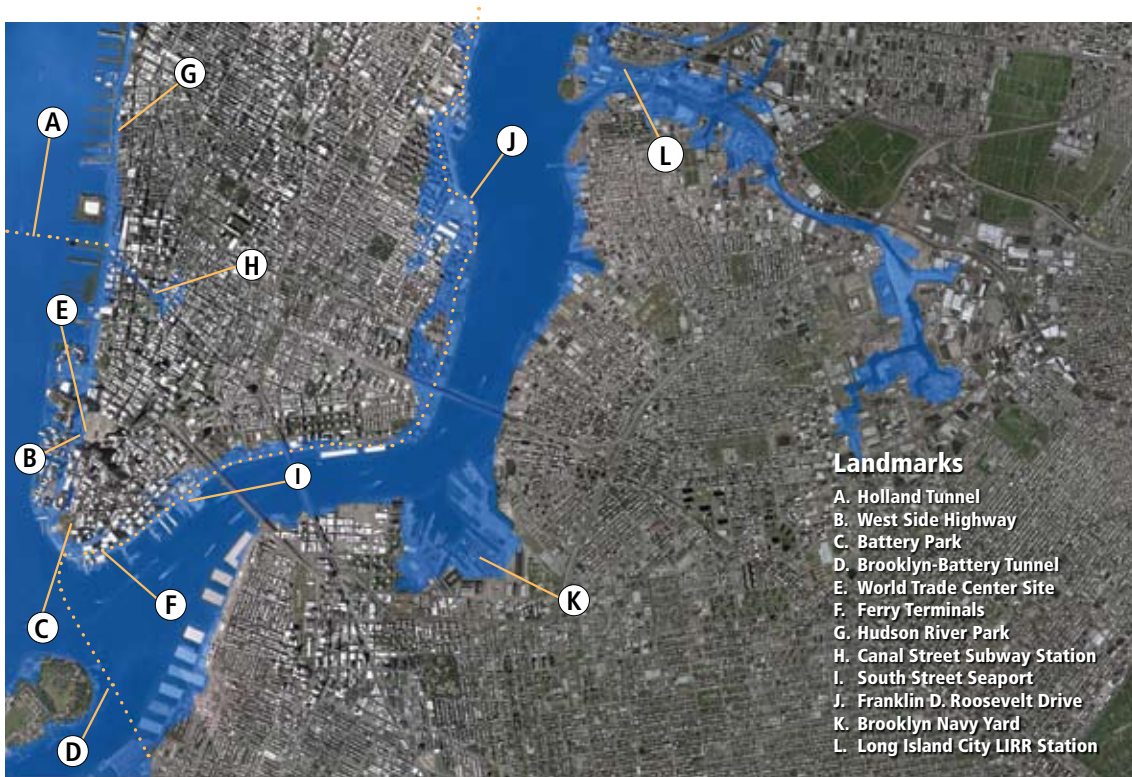 G
A
J
L
H
E
B
I
K
F
C
D
Landmarks
A. Holland Tunnel
B. West Side Highway
C. Battery Park
D. Brooklyn-Battery Tunnel
E. World Trade Center Site
F. Ferry Terminals
G. Hudson River Park
H. Canal Street Subway Station
I. South Street Seaport
J. Franklin D. Roosevelt Drive
K. Brooklyn Navy Yard
L. Long Island City LIRR Station